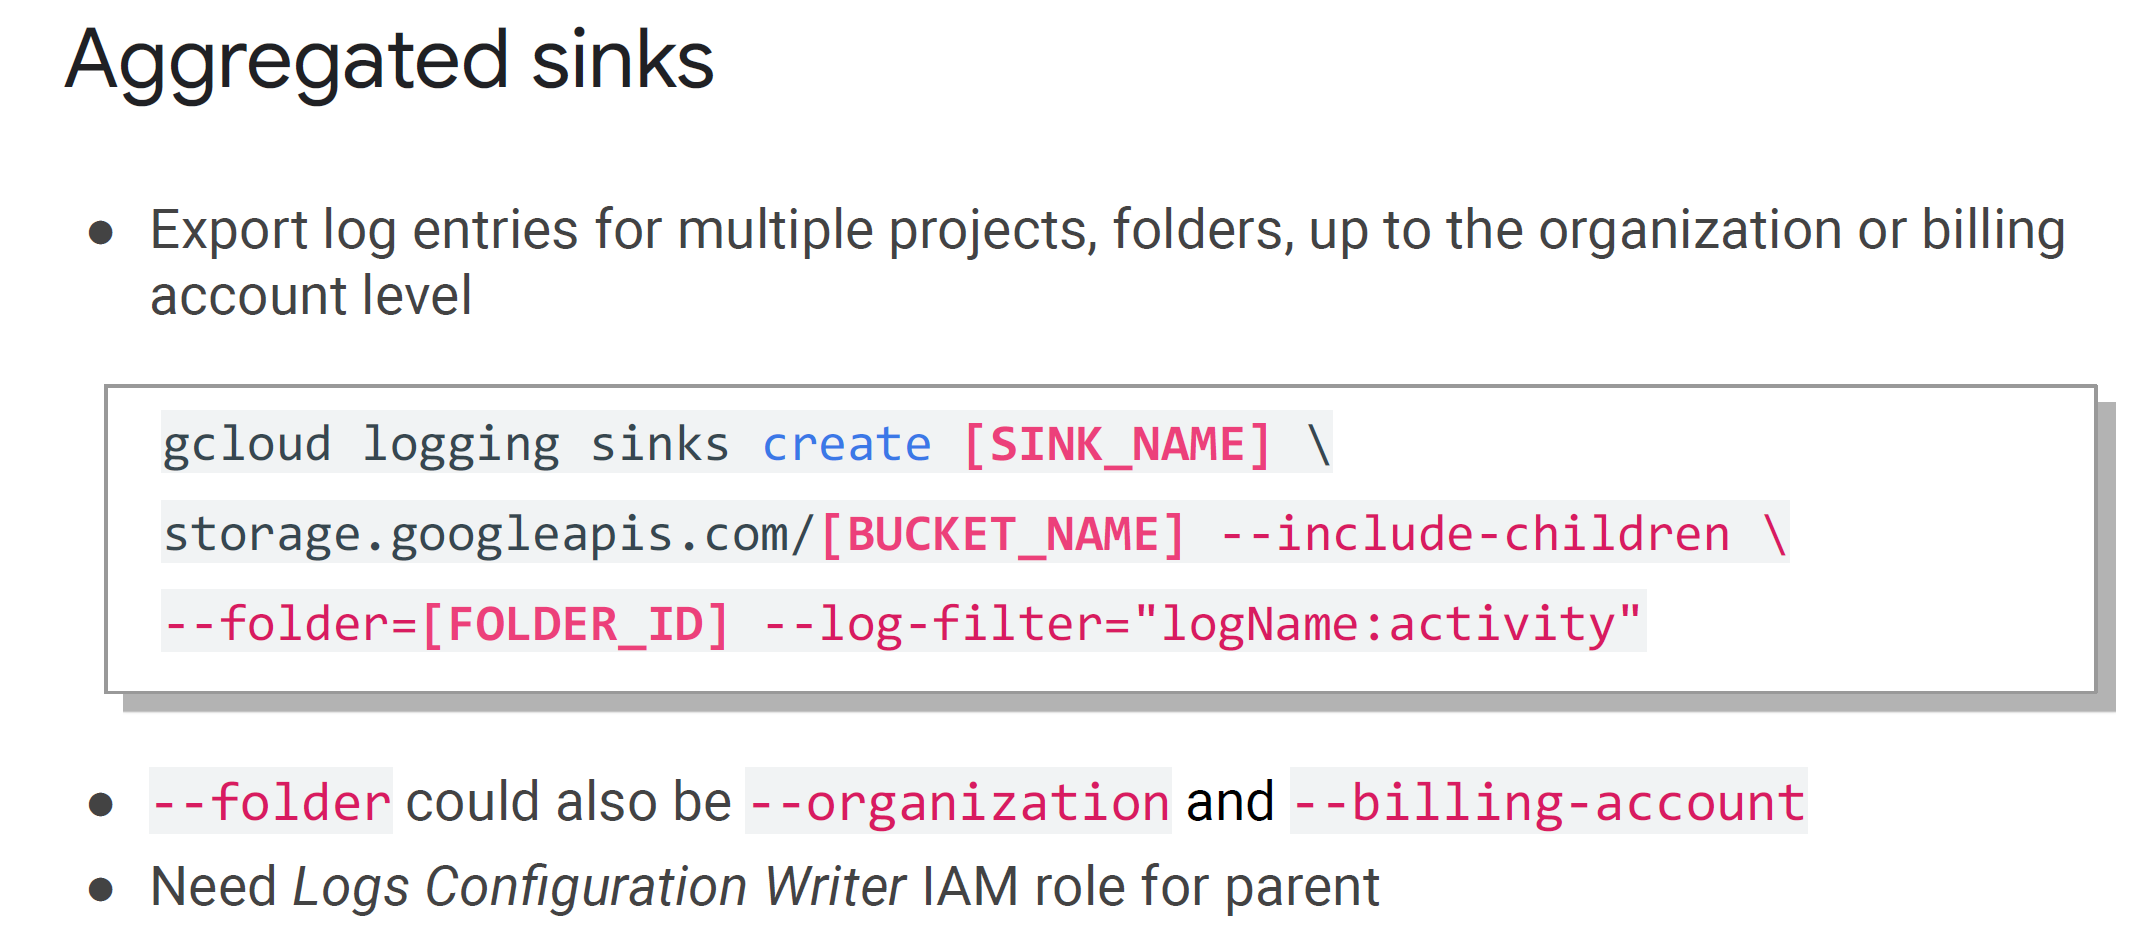 Aggregated sinks
● Export log entries for multiple projects, folders, up to the organization or billing
account level
gcloud logging sinks create [SINK_NAME] \
storage.googleapis.com/[BUCKET_NAME] --include-children \
--folder=[FOLDER_ID] --log-filter="logName:activity"
● --folder could also be --organization and --billing-account
● Need Logs Configuration Writer IAM role for parent